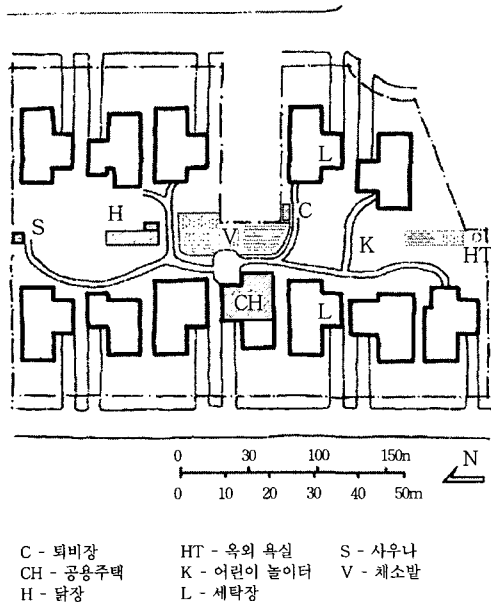 L
S
H
C
V
K
HT
CH
L
0 30 100 150n
N
0 10 20 30 40 50m
C - 퇴비장 HT - 옥외 욕실 S - 사우나
CH - 공용주택 K - 어린이 놀이터 V - 채소밭
H - 닭장 L - 세탁장